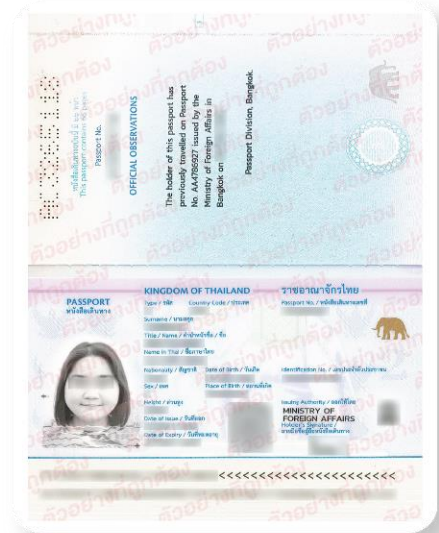 This passport contains pages
Passport No.
OFFICIAL OBSERVATIONS
The holder of this passport has
previously travelled on Passport
No. AA4786927 issued by the
Ministry of Foreign Affairs in
Bangkok on
Passport Division, Bangkok.
KINGDOM OF THAILAND ราชอาณาจักรไทย
PASSPORT
หนังสือเดินทาง
Type / ชนิด Country Code / ประเทศ Passport No. / หนังสือเดินทางเลขที่
Surname / นามสกุล
Title / Name / คำนำหน้าชื่อ / ชื่อ
Name in Thai / ชื่อภาษาไทย
Nationality / สัญชาติ Date of Birth / วันเกิด Identification No. / เลขประจำตัวประชาชน
Sex / เพศ Place of Birth / สถานที่เกิด
Height / ส่วนสูง
Issuing Authority / ออกให้โดย
MINISTRY OF
FOREIGN AFFAIRS
Date of Issue / วันที่ออก
Holder's Signature /
ลายมือชื่อผู้ถือหนังสือเดินทาง
Date of Expiry / วันที่หมดอายุ
ตัวอย่างที่ถูกต้อง